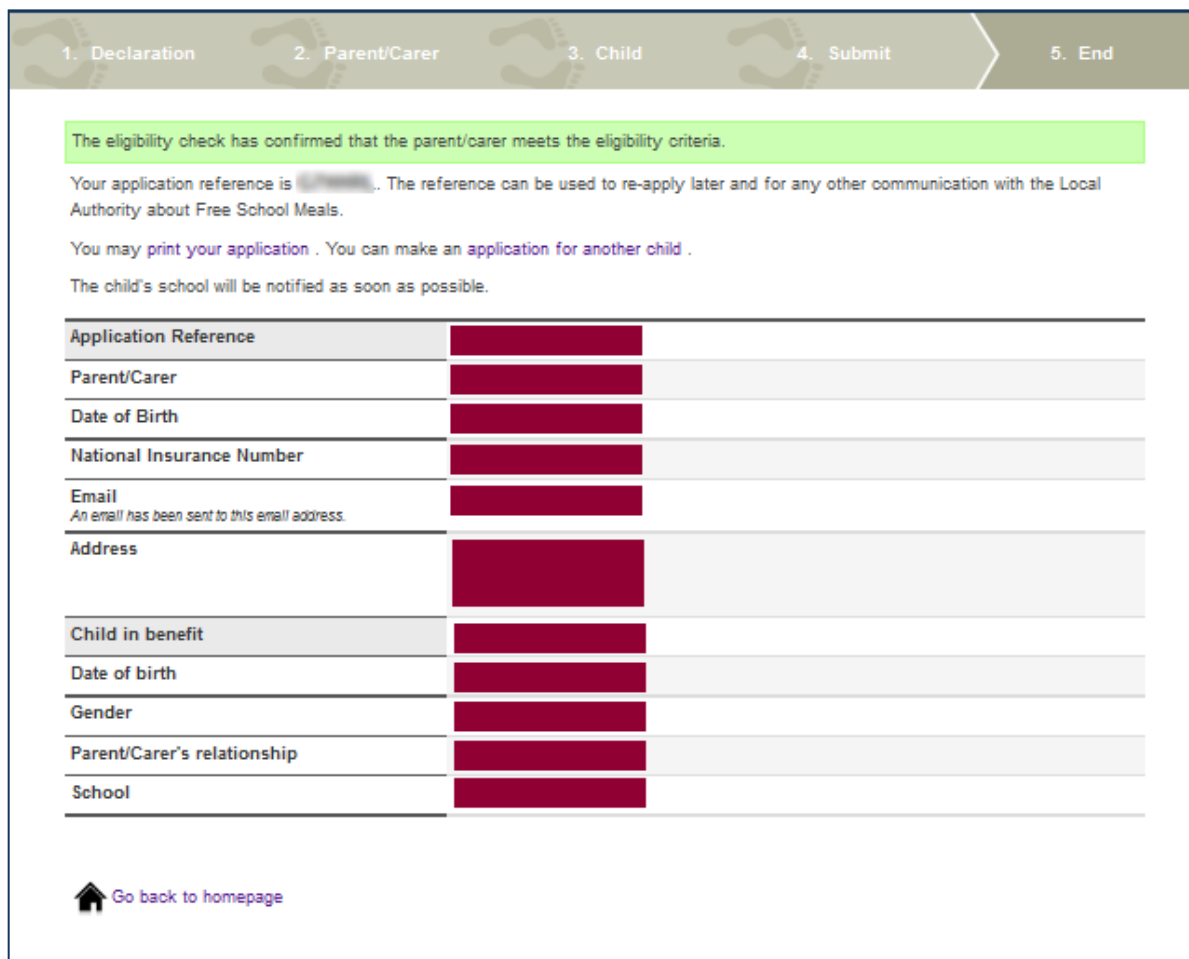 1. Declaration 2. Parent/Carer 3. Child 4. Submit 5. End
The eligibility check has confirmed that the parent/carer meets the eligibility criteria.
Your application reference is . The reference can be used to re-apply later and for any other communication with the Local
Authority about Free School Meals.
You may print your application . You can make an application for another child .
The child's school will be notified as soon as possible.
Application Reference
Parent/Carer
Date of Birth
National Insurance Number
Email
An email has been sent to this email address.
Address
Child in benefit
Date of birth
Gender
Parent/Carer's relationship
School
Go back to homepage